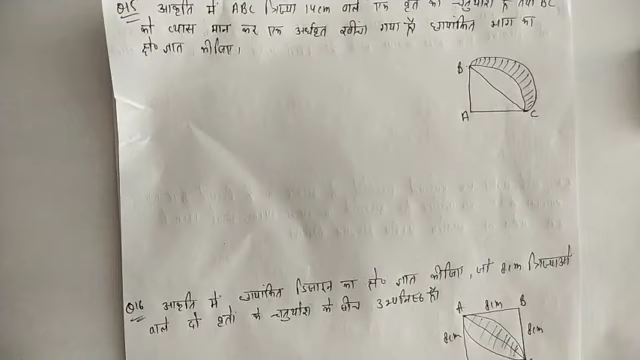 Q15 आकृति में ABC त्रिज्या 14cm वाले एक वृत का चतुर्थांश है तथा BC
को व्यास मान कर एक अर्धवृत खींचा गया है। छायांकित भाग का
क्षे० ज्ञात कीजिए।
B
A C
Q16 आकृति में छायांकित डिजाइन का क्षे० ज्ञात कीजिए, जो 8cm त्रिज्याओं
वाले दो वृतों के चतुर्थांश के बीच उभयनिष्ठ है।
A 8cm B
8cm 8cm